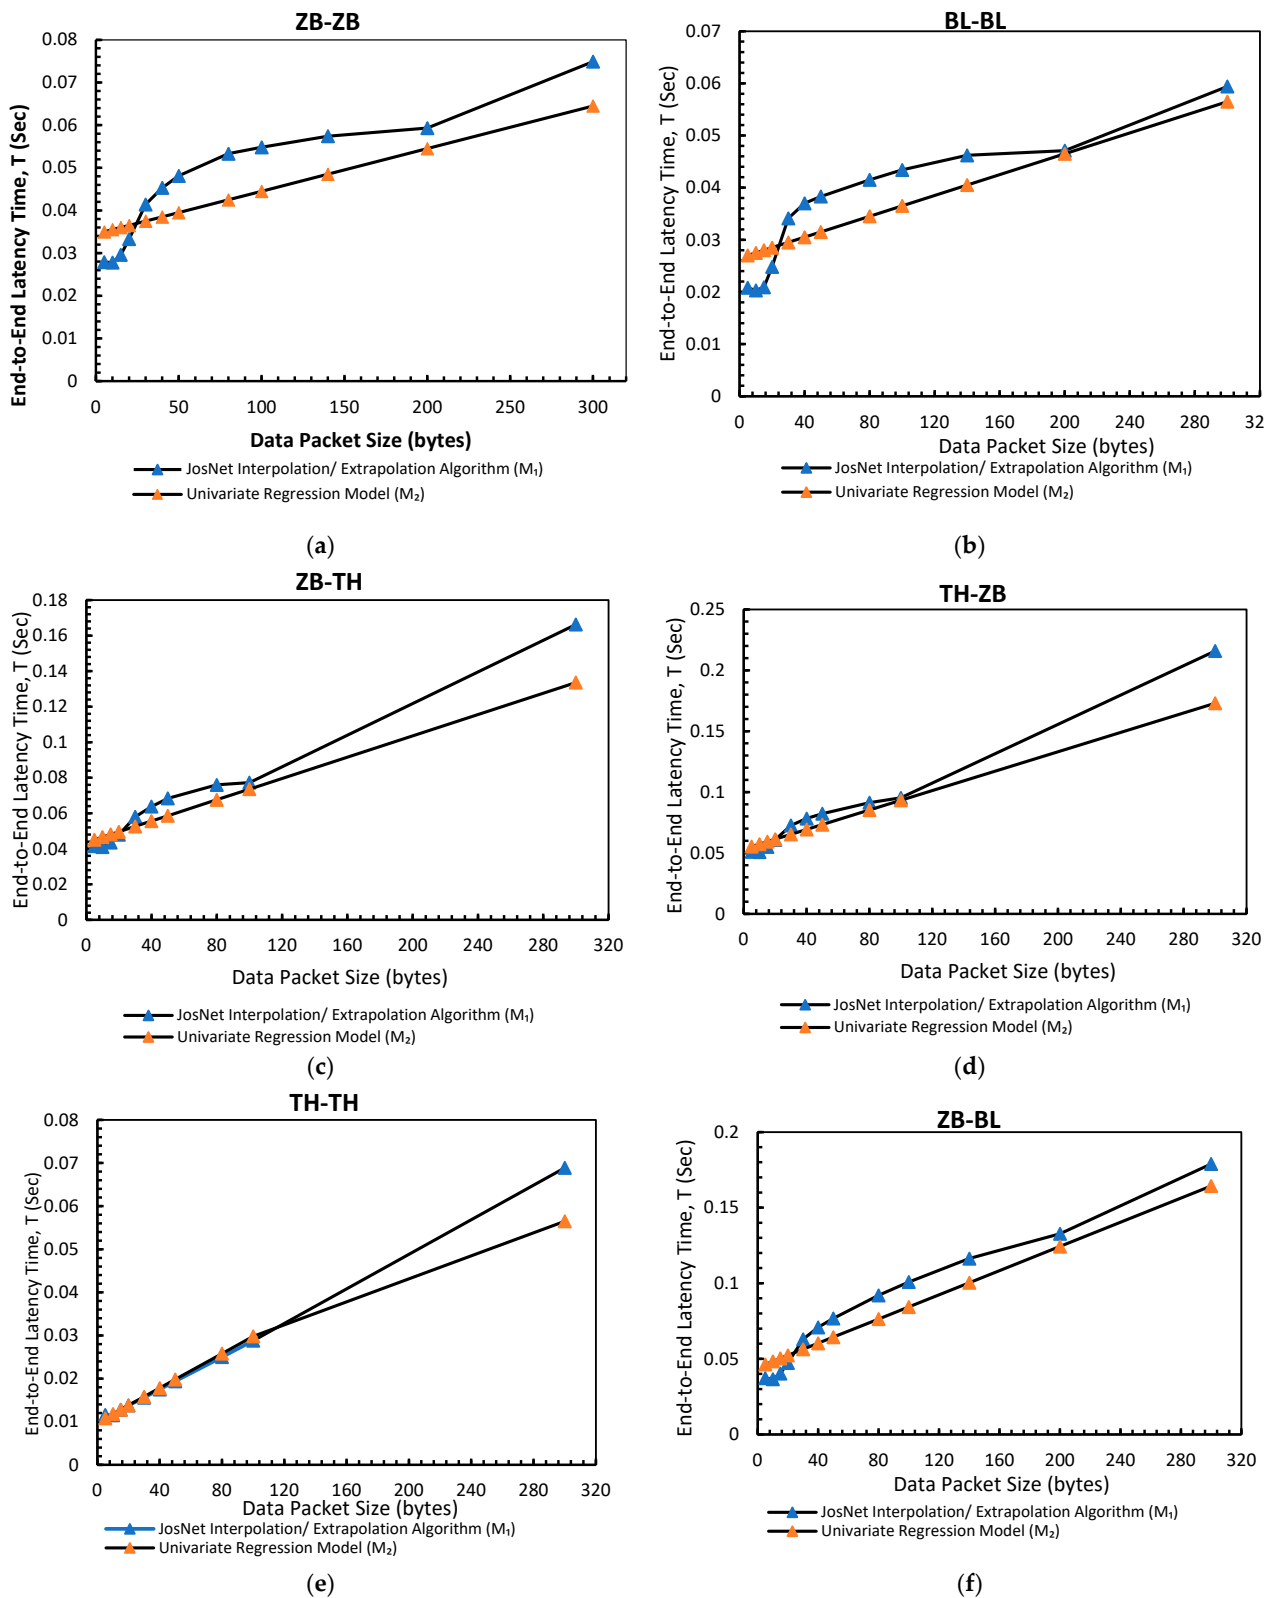 ZB-ZB
0.08
0.07
0.06
0.05
0.04
0.03
0.02
0.01
0
End-to-End Latency Time, T (Sec)
0 50 100 150 200 250 300
Data Packet Size (bytes)
JosNet Interpolation/ Extrapolation Algorithm (M₁)
Univariate Regression Model (M₂)
(a)
BL-BL
0.07
0.06
0.05
0.04
0.03
0.02
0.01
0
End-to-End Latency Time, T (Sec)
0 40 80 120 160 200 240 280 32
Data Packet Size (bytes)
JosNet Interpolation/ Extrapolation Algorithm (M₁)
Univariate Regression Model (M₂)
(b)
ZB-TH
0.18
0.16
0.14
0.12
0.1
0.08
0.06
0.04
0.02
0
End-to-End Latency Time, T (Sec)
0 40 80 120 160 200 240 280 320
Data Packet Size (bytes)
JosNet Interpolation/ Extrapolation Algorithm (M₁)
Univariate Regression Model (M₂)
(c)
TH-ZB
0.25
0.2
0.15
0.1
0.05
0
End-to-End Latency Time, T (Sec)
0 40 80 120 160 200 240 280 320
Data Packet Size (bytes)
JosNet Interpolation/ Extrapolation Algorithm (M₁)
Univariate Regression Model (M₂)
(d)
TH-TH
0.08
0.07
0.06
0.05
0.04
0.03
0.02
0.01
0
End-to-End Latency Time, T (Sec)
0 40 80 120 160 200 240 280 320
Data Packet Size (bytes)
JosNet Interpolation/ Extrapolation Algorithm (M₁)
Univariate Regression Model (M₂)
(e)
ZB-BL
0.2
0.15
0.1
0.05
0
End-to-End Latency Time, T (Sec)
0 40 80 120 160 200 240 280 320
Data Packet Size (bytes)
JosNet Interpolation/ Extrapolation Algorithm (M₁)
Univariate Regression Model (M₂)
(f)